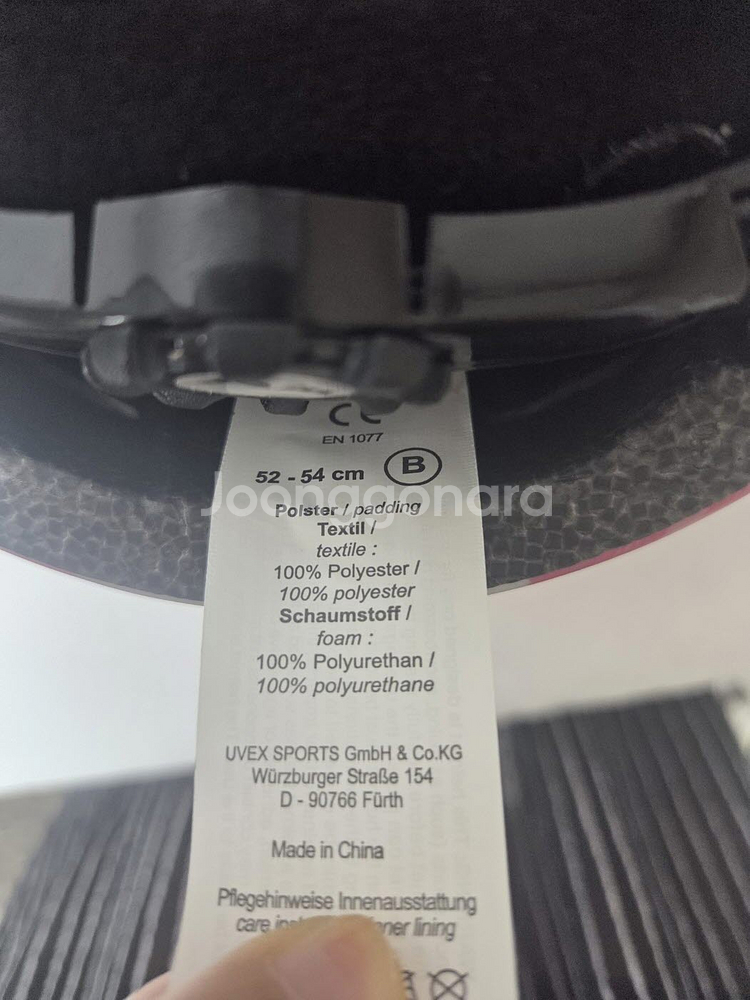 CE
EN 1077
52 - 54 cm B
Joonggonara
Polster / padding
Textil /
textile :
100% Polyester /
100% polyester
Schaumstoff /
foam :
100% Polyurethan /
100% polyurethane
UVEX SPORTS GmbH & Co.KG
Würzburger Straße 154
D - 90766 Fürth
Made in China
Pflegehinweise Innenausstattung
care lining